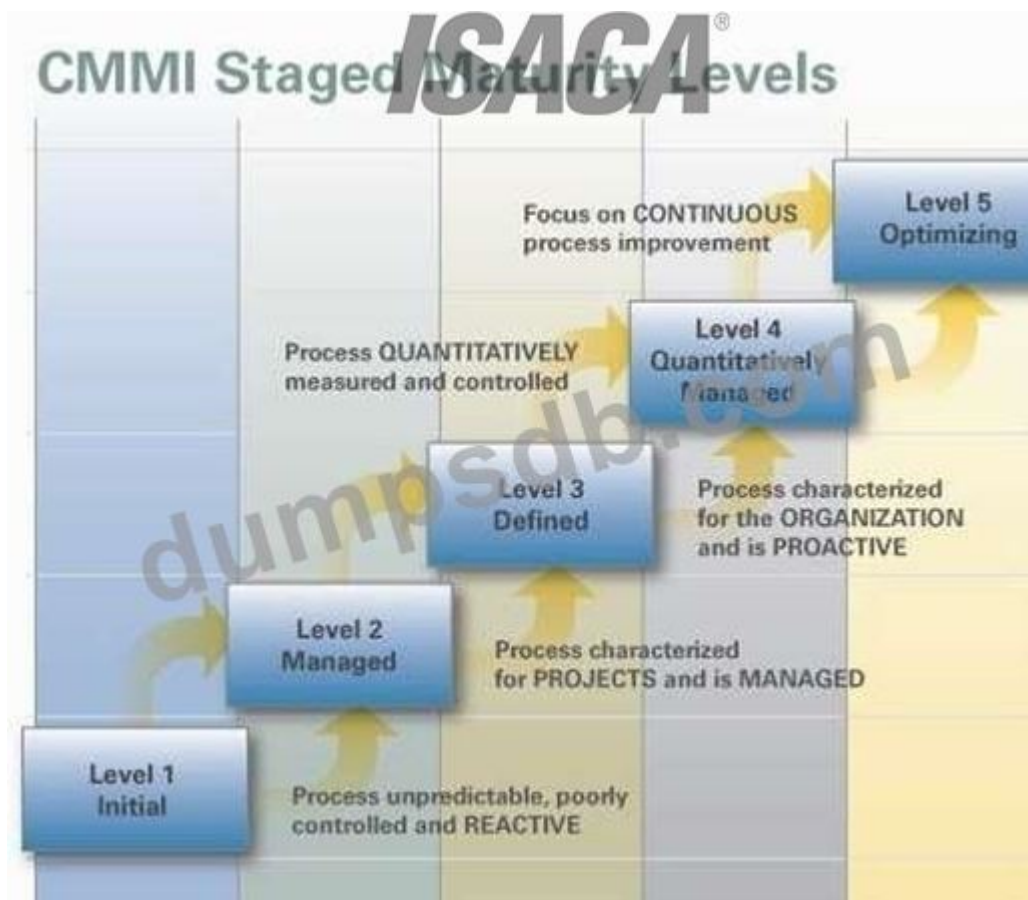 ISACA®
CMMI Staged Maturity Levels
Level 5
Optimizing
Focus on CONTINUOUS
process improvement
Level 4
Quantitatively
Managed
Process QUANTITATIVELY
measured and controlled
Level 3
Defined
Process characterized
for the ORGANIZATION
and is PROACTIVE
Level 2
Managed
Process characterized
for PROJECTS and is MANAGED
Level 1
Initial
Process unpredictable, poorly
controlled and REACTIVE
dumpsdb.com